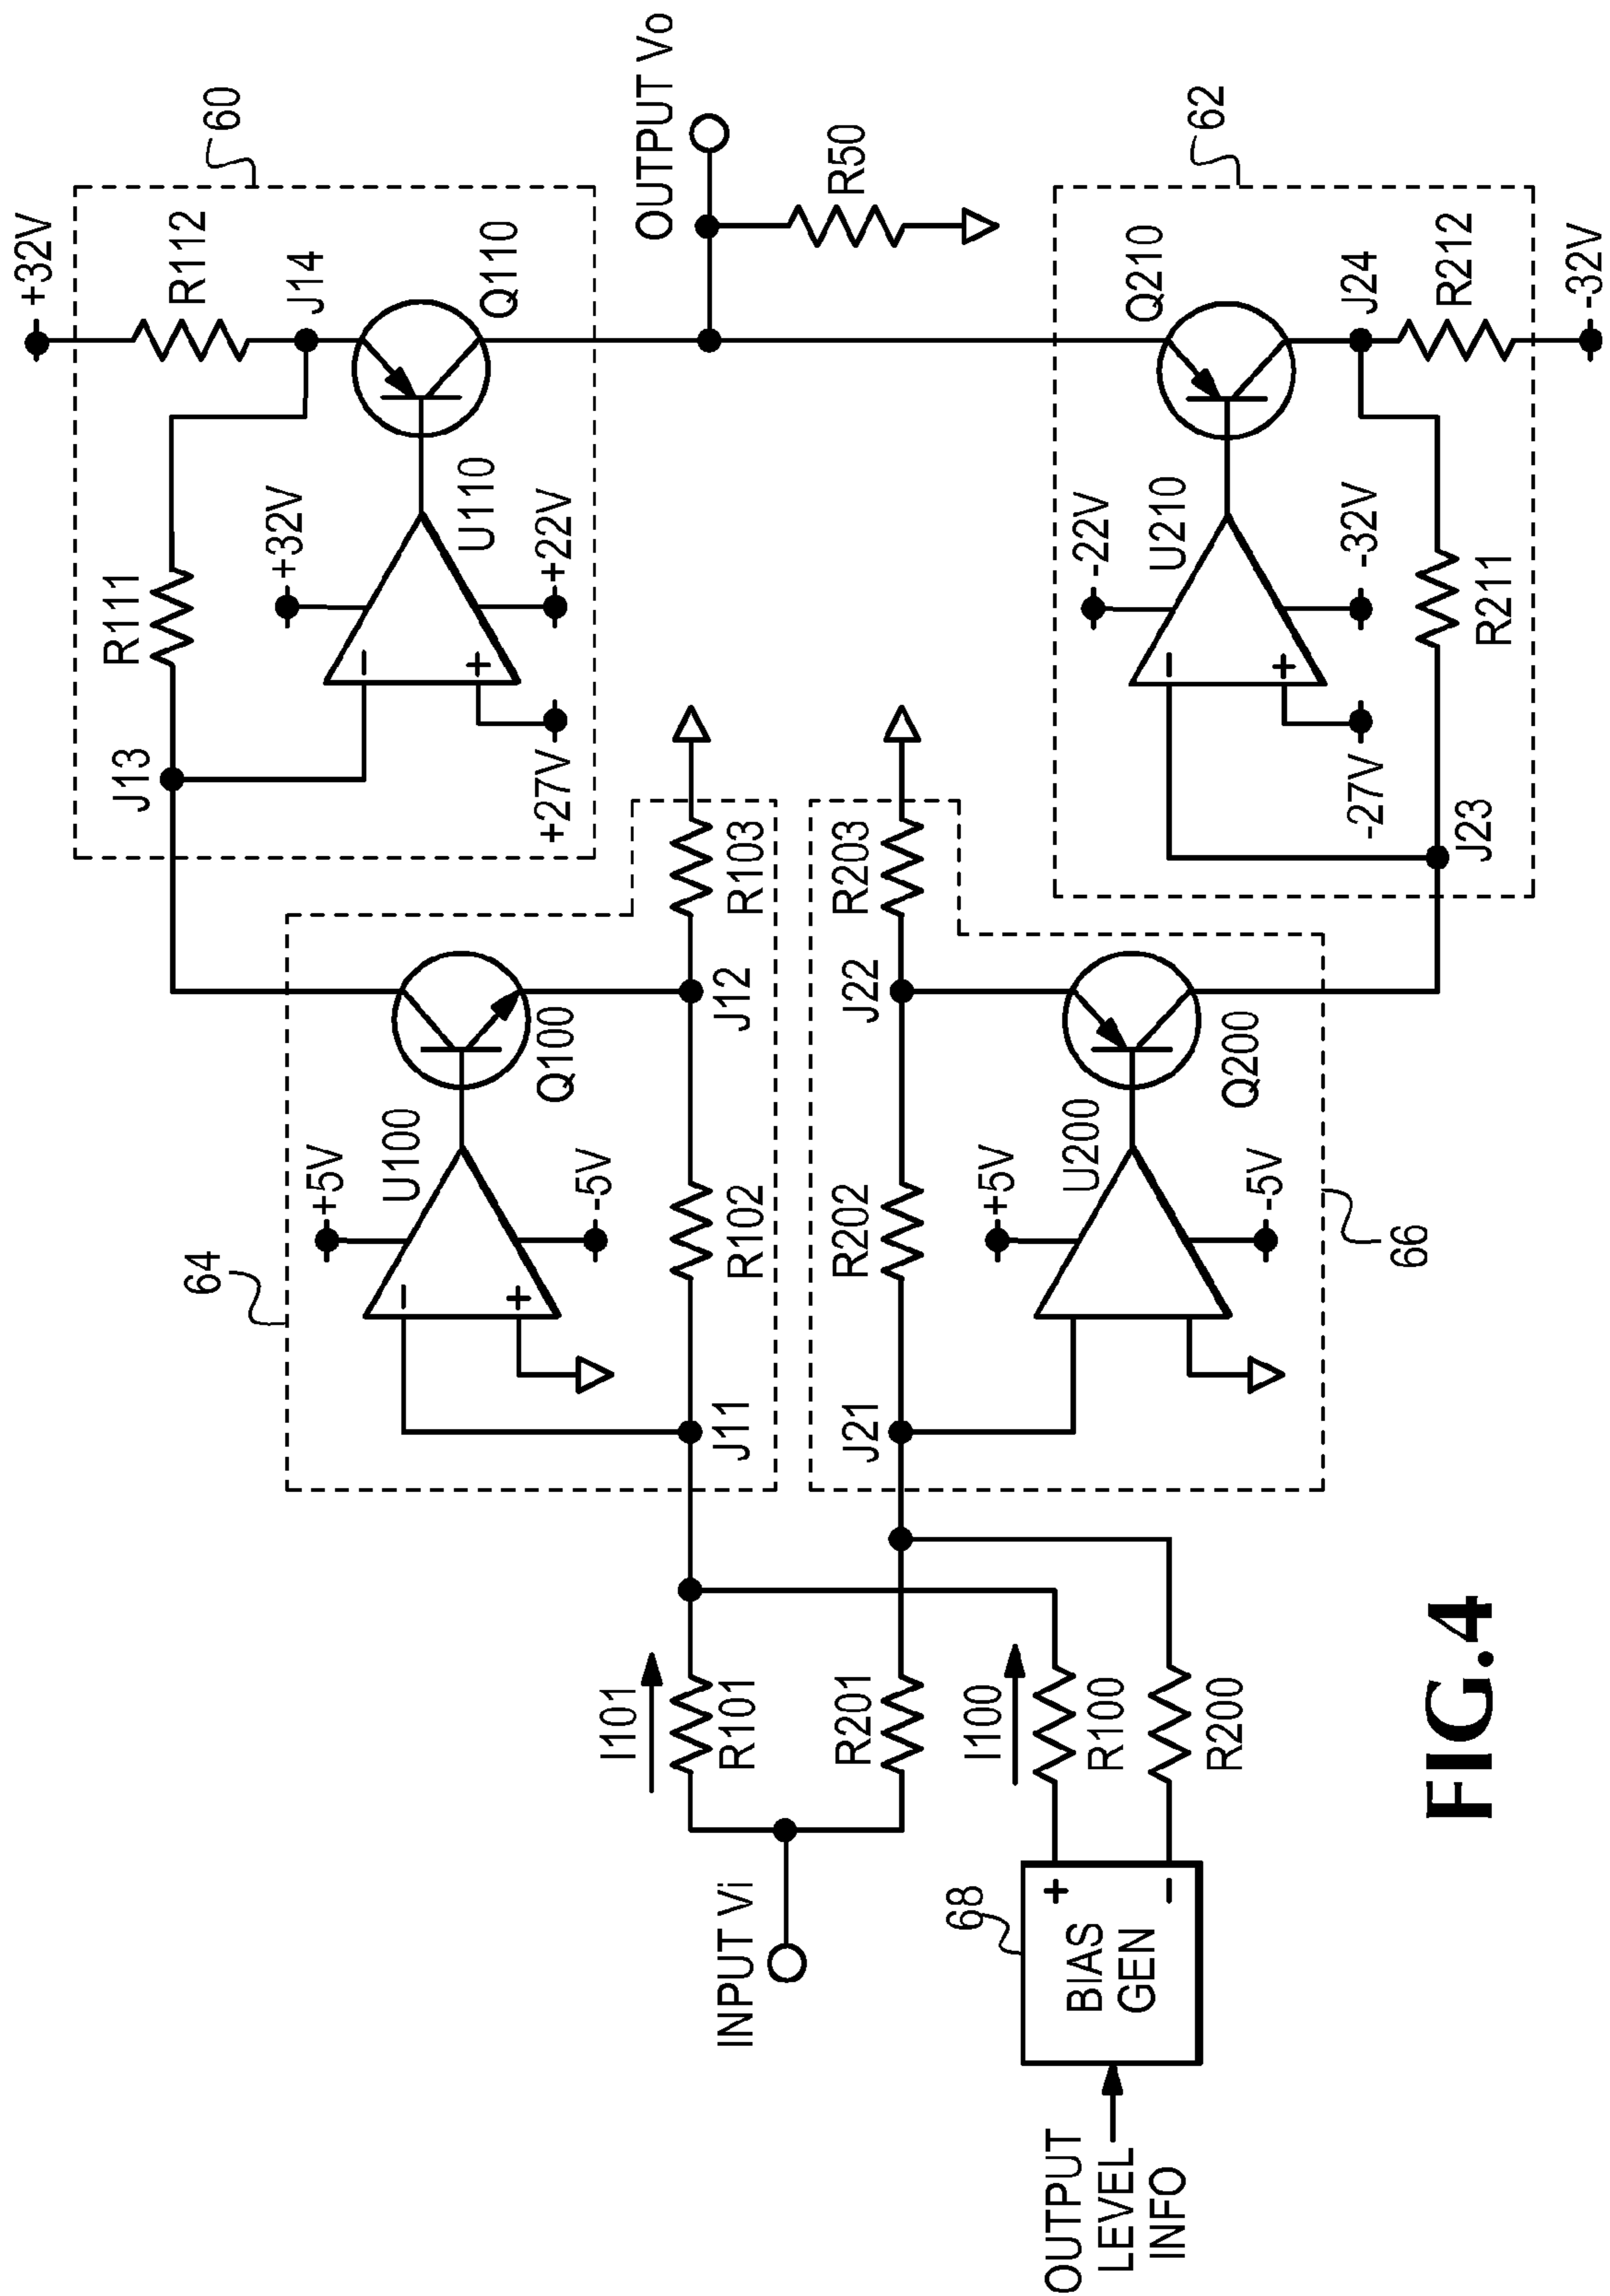 +32V
60
R112
J14
Q110
OUTPUT Vo
R50
62
Q210
J24
R212
-32V
R111
+32V
U110
+22V
-22V
U210
-32V
R211
J13
−
+
+27V
−
+
-27V
J23
R103
R203
J12
J22
Q100
Q200
64
+5V
U100
-5V
R102
R202
+5V
U200
-5V
66
−
+
J11
J21
I101
R101
R201
I100
R100
R200
INPUT Vi
68
+
−
BIAS
GEN
OUTPUT
LEVEL
INFO
FIG.4